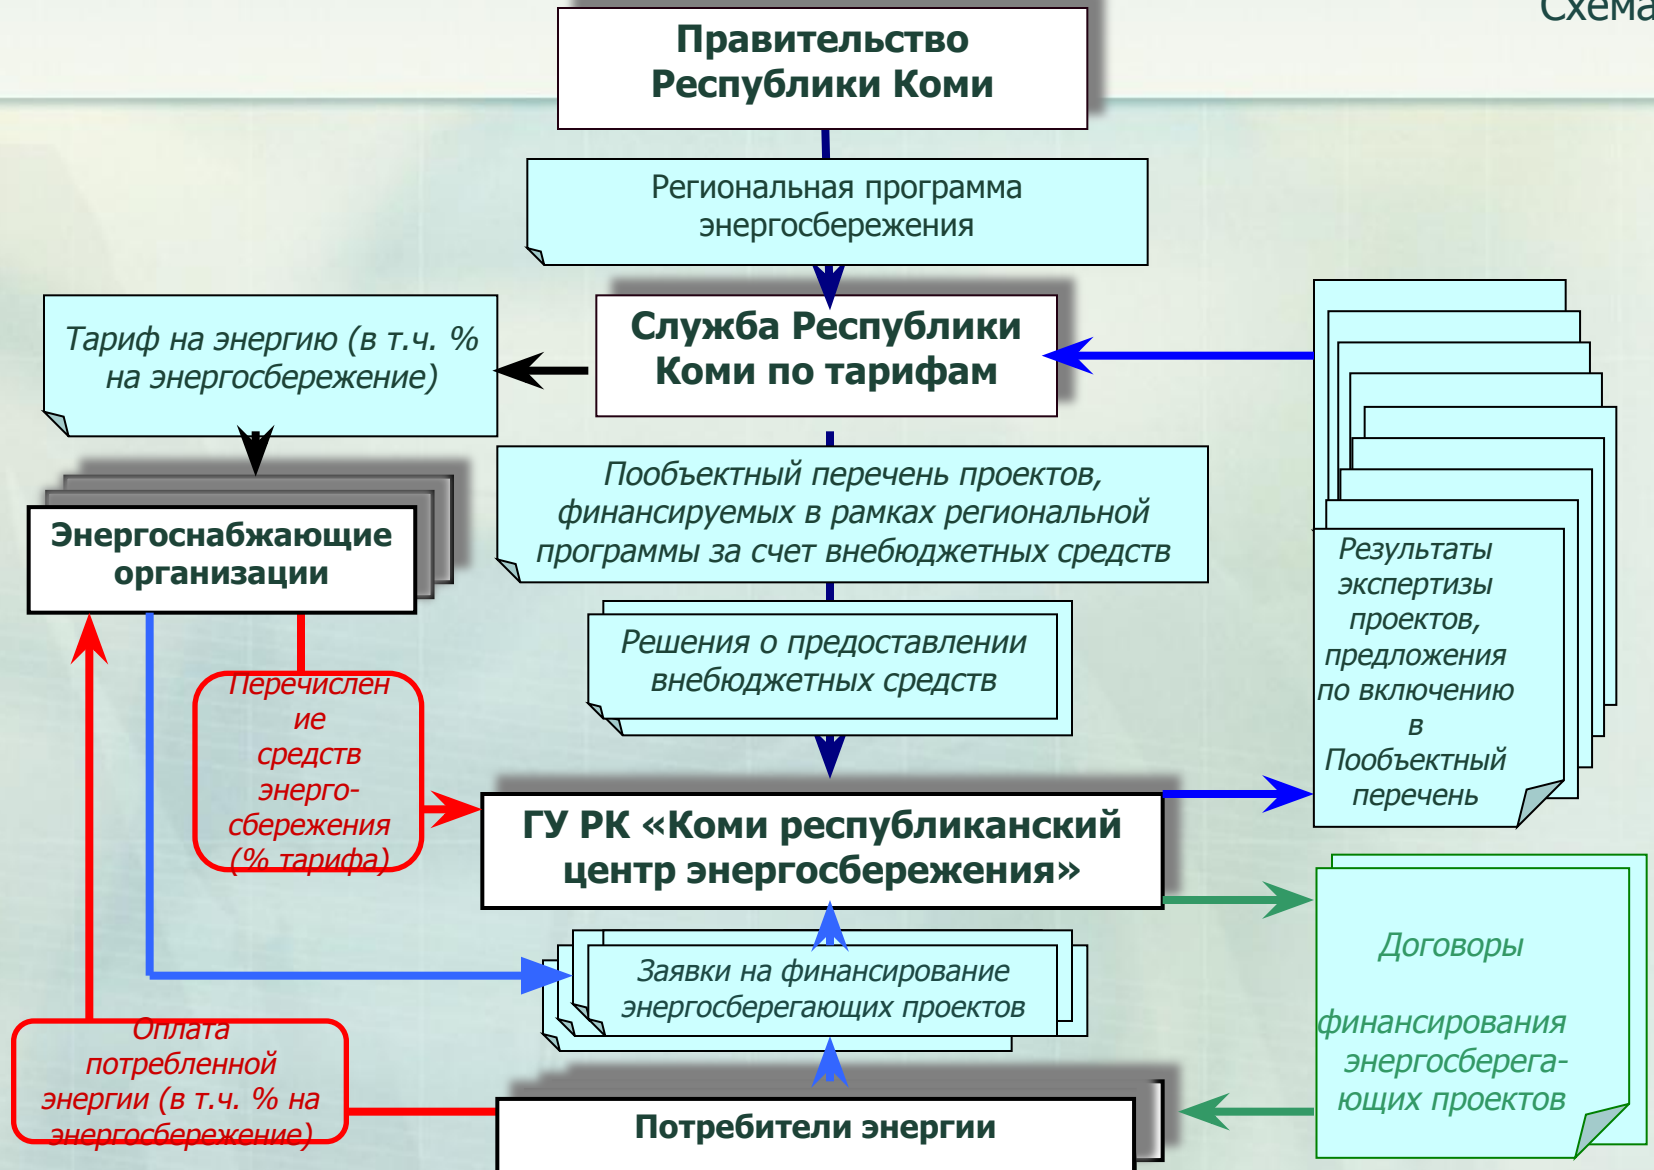 Схема
Правительство
Республики Коми
Региональная программа
энергосбережения
Тариф на энергию (в т.ч. %
на энергосбережение)
Служба Республики
Коми по тарифам
Пообъектный перечень проектов,
финансируемых в рамках региональной
программы за счет внебюджетных средств
Энергоснабжающие
организации
Решения о предоставлении
внебюджетных средств
Результаты
экспертизы
проектов,
предложения
по включению
в
Пообъектный
перечень
Перечислен
ие
средств
энерго-
сбережения
(% тарифа)
ГУ РК «Коми республиканский
центр энергосбережения»
Заявки на финансирование
энергосберегающих проектов
Договоры
финансирования
энергосберега-
ющих проектов
Оплата
потребленной
энергии (в т.ч. % на
энергосбережение)
Потребители энергии